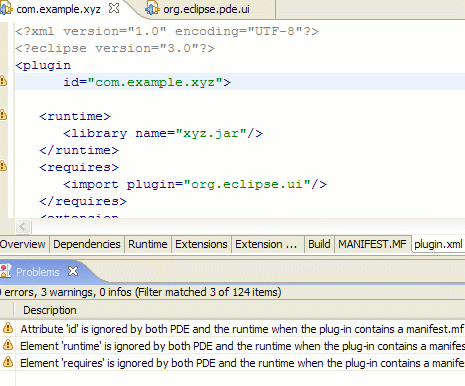 com.example.xyz org.eclipse.pde.ui
<?xml version="1.0" encoding="UTF-8"?>
<?eclipse version="3.0"?>
<plugin
id="com.example.xyz">
<runtime>
<library name="xyz.jar"/>
</runtime>
<requires>
<import plugin="org.eclipse.ui"/>
</requires>
<extension
Overview Dependencies Runtime Extensions Extension ... Build MANIFEST.MF plugin.xml
Problems
errors, 3 warnings, 0 infos (Filter matched 3 of 124 items)
Description
Attribute 'id' is ignored by both PDE and the runtime when the plug-in contains a manifest.mf
Element 'runtime' is ignored by both PDE and the runtime when the plug-in contains a manifes
Element 'requires' is ignored by both PDE and the runtime when the plug-in contains a manife